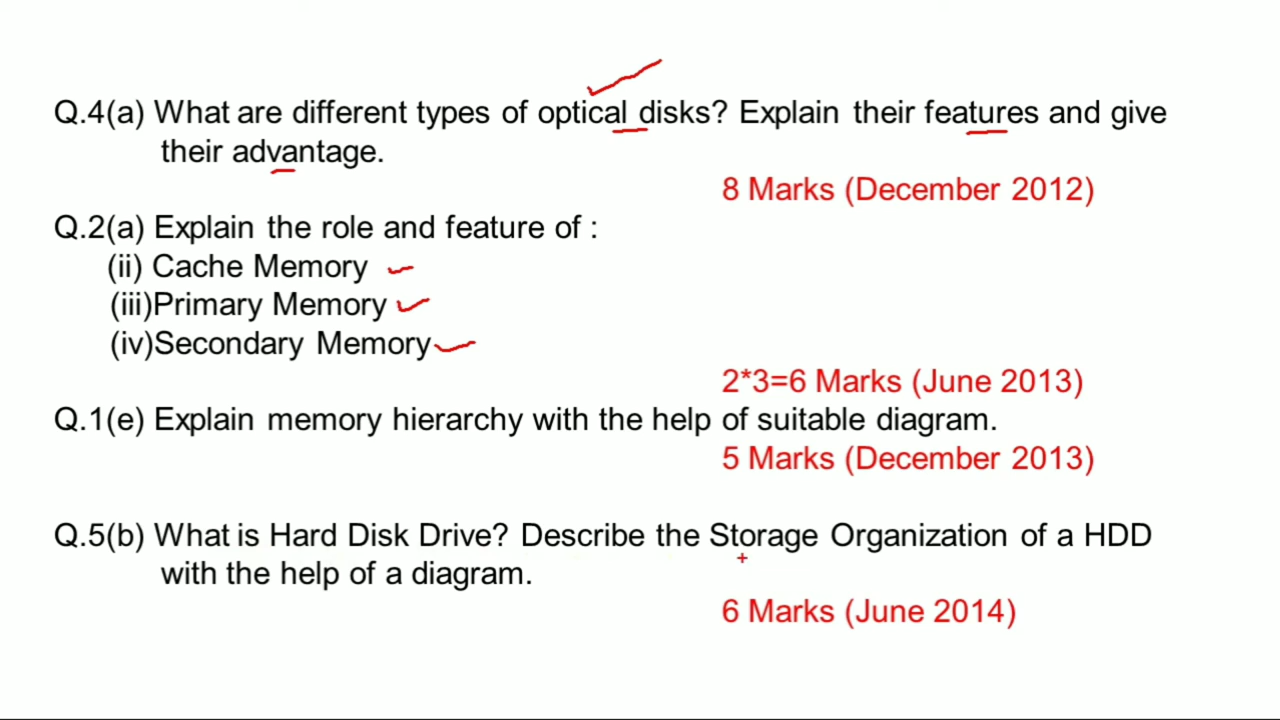 Q.4(a) What are different types of optical disks? Explain their features and give
their advantage.
8 Marks (December 2012)
Q.2(a) Explain the role and feature of :
(ii) Cache Memory
(iii)Primary Memory
(iv)Secondary Memory
2*3=6 Marks (June 2013)
Q.1(e) Explain memory hierarchy with the help of suitable diagram.
5 Marks (December 2013)
Q.5(b) What is Hard Disk Drive? Describe the Storage Organization of a HDD
with the help of a diagram.
6 Marks (June 2014)